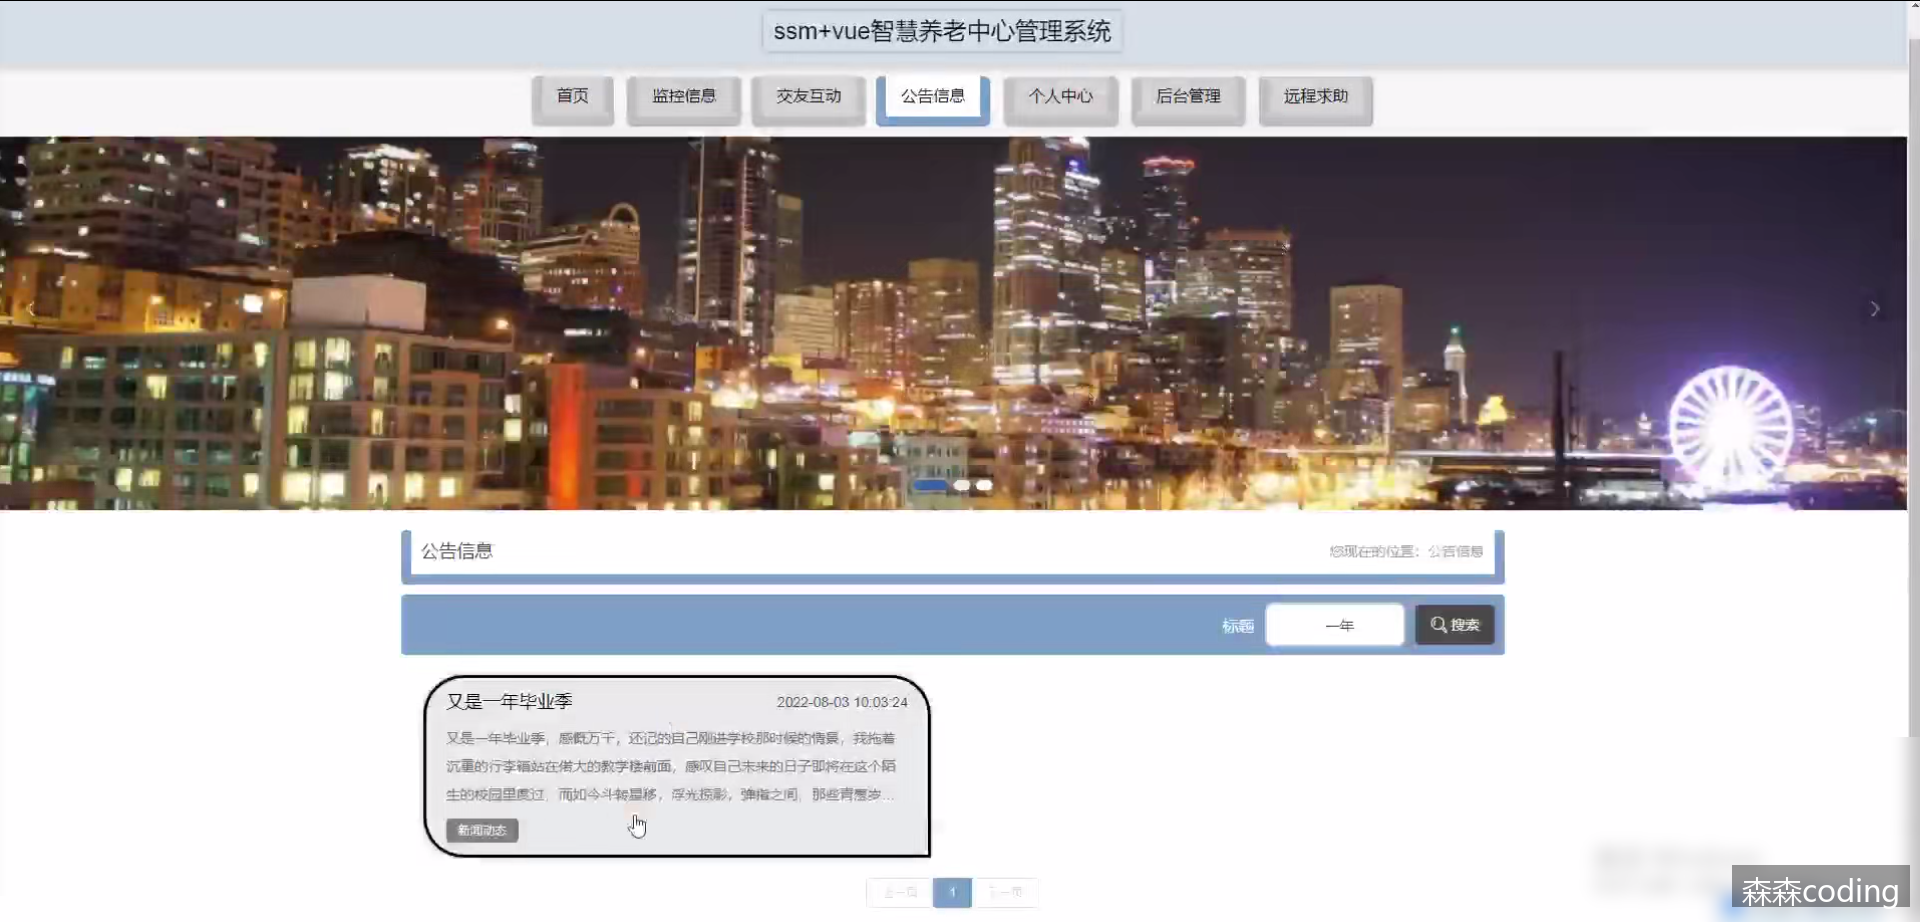 ssm+vue智慧养老中心管理系统
首页 监控信息 交友互动 公告信息 个人中心 后台管理 远程求助
公告信息 您现在的位置：公告信息
标题 一年 搜索
又是一年毕业季 2022-08-03 10:03:24
又是一年毕业季，感慨万千，还记的自己刚进学校那时候的情景，我拖着
沉重的行李箱站在偌大的教学楼前面，感叹自己未来的日子即将在这个陌
生的校园里度过，而如今斗转星移，浮光掠影，弹指之间，那些青葱岁...
新闻动态
上一页 1 下一页
森森coding